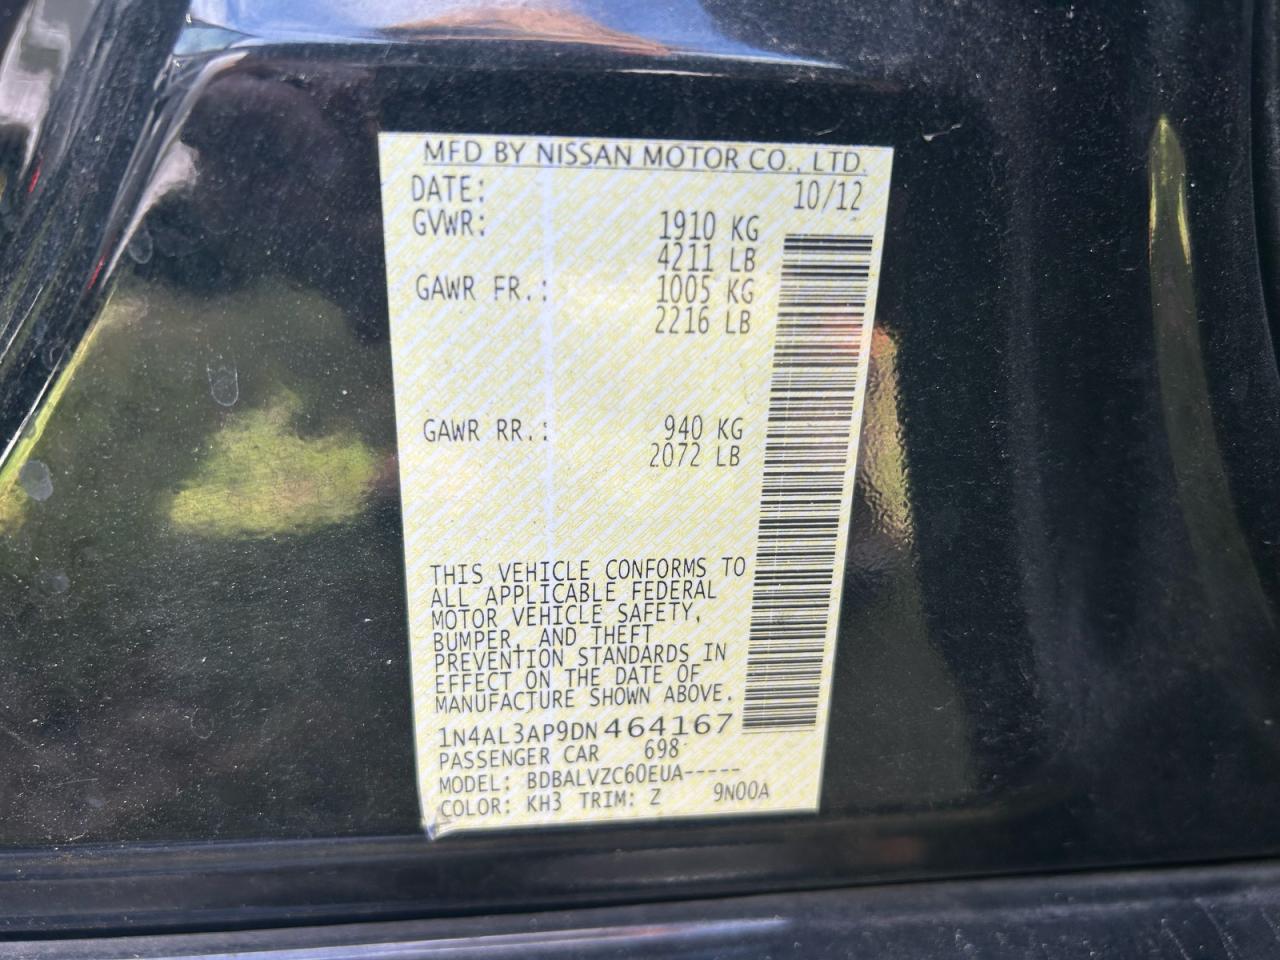 MFD BY NISSAN MOTOR CO., LTD.
DATE: 10/12
GVWR: 1910 KG
4211 LB
GAWR FR.: 1005 KG
2216 LB
GAWR RR.: 940 KG
2072 LB
THIS VEHICLE CONFORMS TO
ALL APPLICABLE FEDERAL
MOTOR VEHICLE SAFETY,
BUMPER, AND THEFT
PREVENTION STANDARDS IN
EFFECT ON THE DATE OF
MANUFACTURE SHOWN ABOVE.
1N4AL3AP9DN464167
PASSENGER CAR 698
MODEL: BDBALVZC60EUA-----
COLOR: KH3 TRIM: Z 9N00A